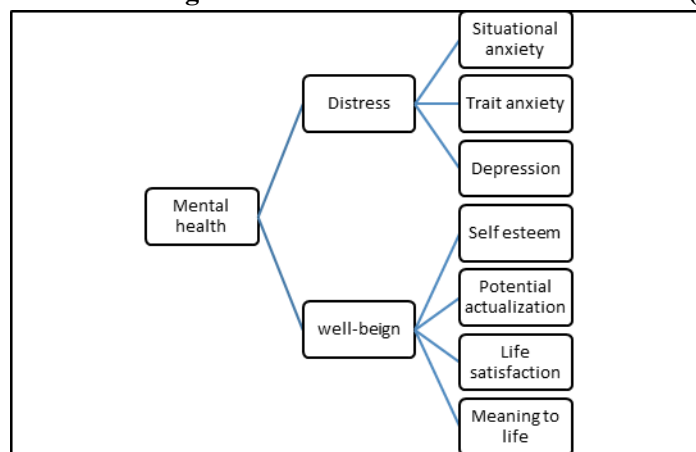 Situational
anxiety
Distress
Trait anxiety
Depression
Mental
health
Self esteem
Potential
actualization
well-beign
Life
satisfaction
Meaning to
life